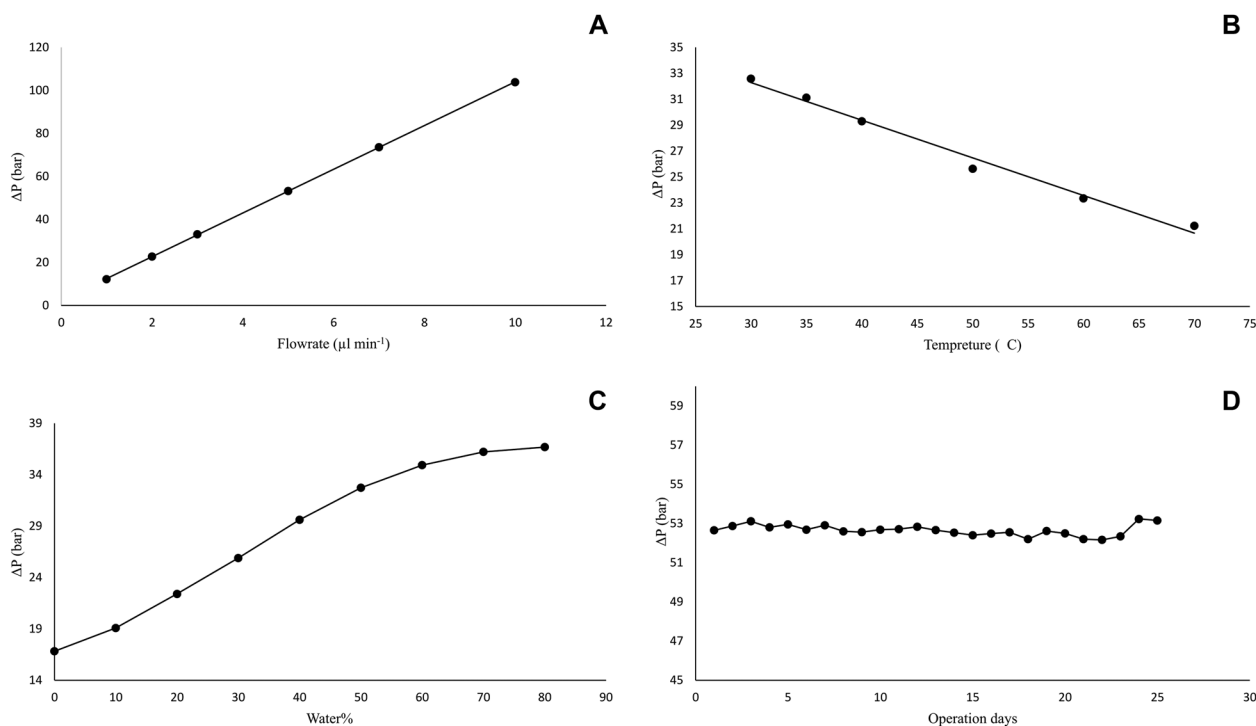 A
120
100
80
60
40
20
0
ΔP (bar)
0 2 4 6 8 10 12
Flowrate (µl min⁻¹)
B
35
33
31
29
27
25
23
21
19
17
15
ΔP (bar)
25 30 35 40 45 50 55 60 65 70 75
Tempreture ( C)
C
39
34
29
24
19
14
ΔP (bar)
0 10 20 30 40 50 60 70 80 90
Water%
D
59
57
55
53
51
49
47
45
ΔP (bar)
0 5 10 15 20 25 30
Operation days